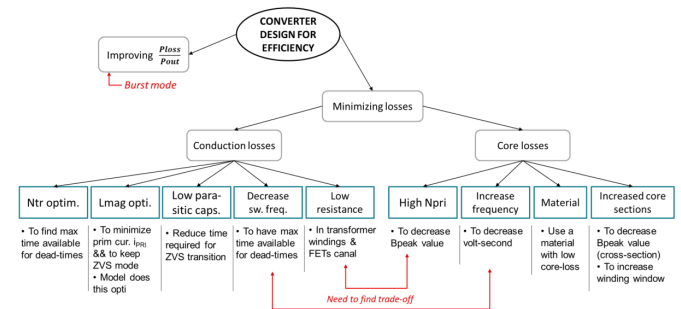 CONVERTER
DESIGN FOR
EFFICIENCY
Improving Ploss/Pout
Burst mode
Minimizing losses
Conduction losses
Core losses
Ntr optim.
Lmag opti.
Low para-
sitic caps.
Decrease
sw. freq.
Low
resistance
High Npri
Increase
frequency
Material
Increased core
sections
• To find max
time available
for dead-times
• To minimize
prim cur. iPRI
&& to keep
ZVS mode
• Model does
this opti
• Reduce time
required for
ZVS transition
• To have max
time available
for dead-times
• In transformer
windings &
FETs canal
• To decrease
Bpeak value
• To decrease
volt-second
• Use a
material with
low core-loss
• To decrease
Bpeak value
(cross-section)
• To increase
winding window
Need to find trade-off